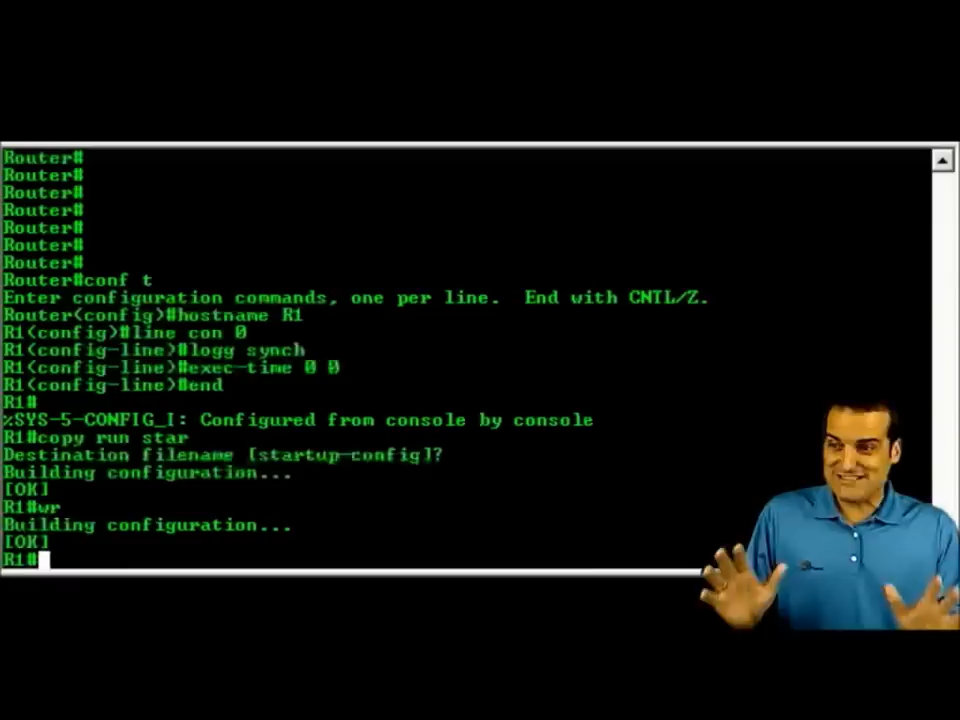 Router#
Router#
Router#
Router#
Router#
Router#
Router#
Router#conf t
Enter configuration commands, one per line.  End with CNTL/Z.
Router(config)#hostname R1
R1(config)#line con 0
R1(config-line)#logg synch
R1(config-line)#exec-time 0 0
R1(config-line)#end
R1#
%SYS-5-CONFIG_I: Configured from console by console
R1#copy run star
Destination filename [startup-config]?
Building configuration...
[OK]
R1#wr
Building configuration...
[OK]
R1#